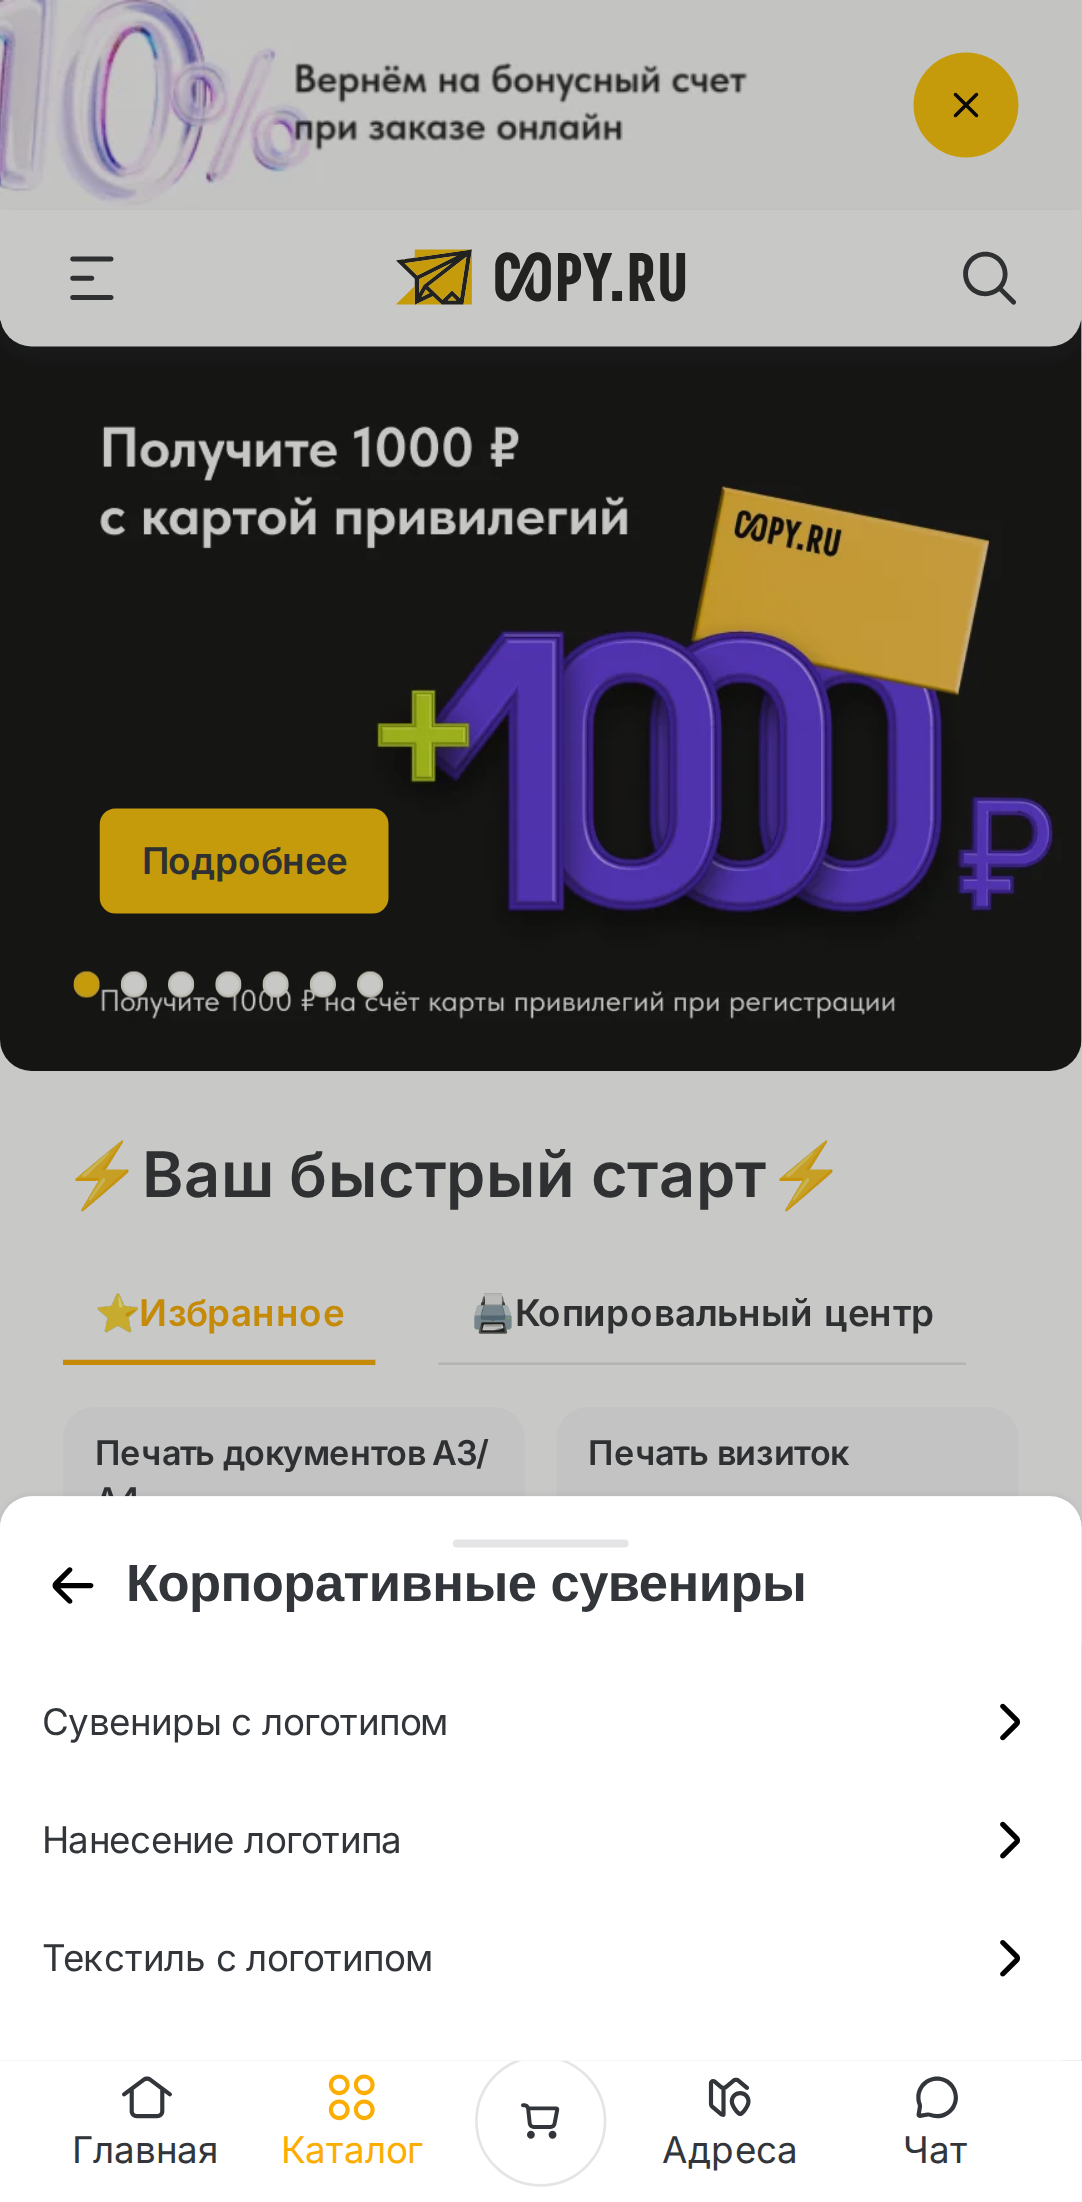 10%
Вернём на бонусный счет
при заказе онлайн
COPY.RU
Получите 1000 ₽
с картой привилегий
COPY.RU
+1000 ₽
Подробнее
Получите 1000 ₽ на счёт карты привилегий при регистрации
⚡Ваш быстрый старт⚡
⭐Избранное
🖨️Копировальный центр
Печать документов А3/
А4
Печать визиток
Корпоративные сувениры
Сувениры с логотипом
Нанесение логотипа
Текстиль с логотипом
Главная
Каталог
Адреса
Чат